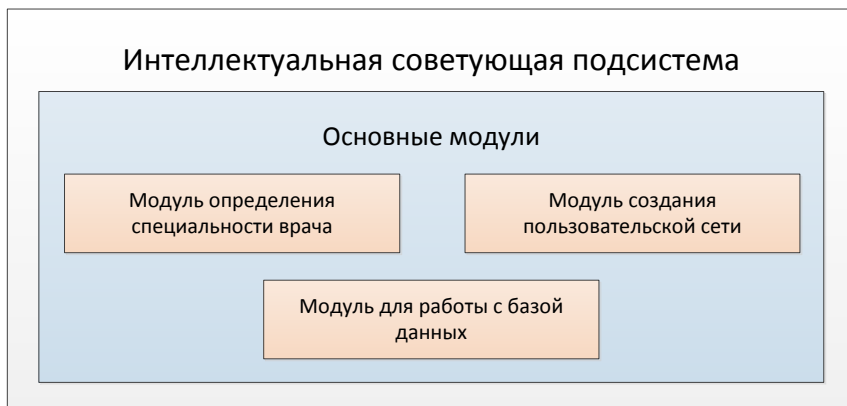 Интеллектуальная советующая подсистема
Основные модули
Модуль определения
специальности врача
Модуль создания
пользовательской сети
Модуль для работы с базой
данных